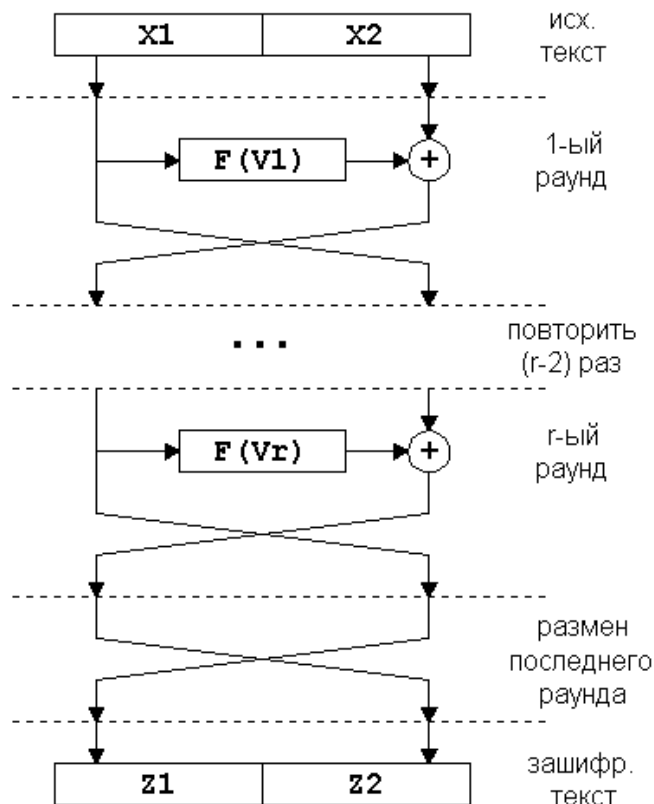 X1 X2
исх.
текст
F(V1)
+
1-ый
раунд
...
повторить
(r-2) раз
F(Vr)
+
r-ый
раунд
размен
последнего
раунда
Z1 Z2
зашифр.
текст